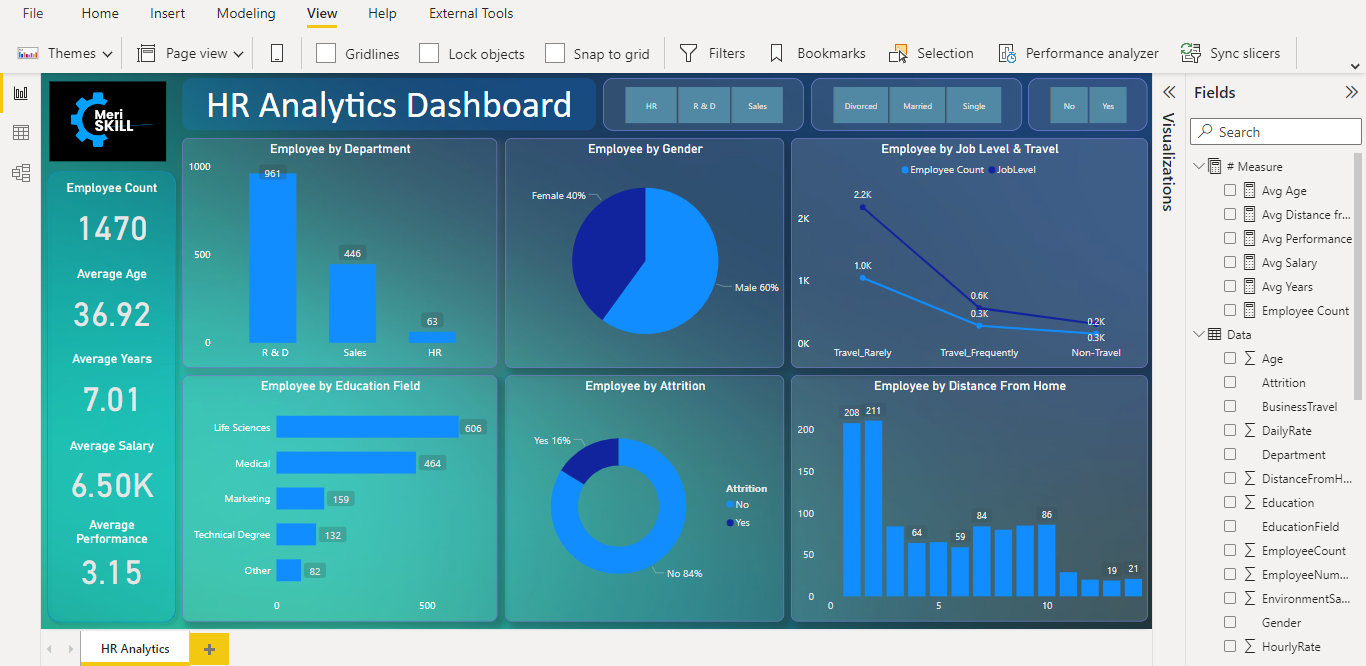 File Home Insert Modeling View Help External Tools
Themes Page view Gridlines Lock objects Snap to grid Filters Bookmarks Selection Performance analyzer Sync slicers
Meri
SKILL
HR Analytics Dashboard
HR R & D Sales
Divorced Married Single
No Yes
Employee Count
1470
Average Age
36.92
Average Years
7.01
Average Salary
6.50K
Average
Performance
3.15
Employee by Department
1000
500
0
961
446
63
R & D Sales HR
Employee by Gender
Female 40%
Male 60%
Employee by Job Level & Travel
Employee Count JobLevel
2K
1K
0K
2.2K
1.0K
0.6K
0.3K
0.2K
0.3K
Travel_Rarely Travel_Frequently Non-Travel
Employee by Education Field
Life Sciences 606
Medical 464
Marketing 159
Technical Degree 132
Other 82
0 500
Employee by Attrition
Yes 16%
No 84%
Attrition
No
Yes
Employee by Distance From Home
200
150
100
50
0
208 211 64 59 84 86 19 21
0 5 10
Visualizations
Fields
Search
# Measure
Avg Age
Avg Distance fr...
Avg Performance
Avg Salary
Avg Years
Employee Count
Data
Age
Attrition
BusinessTravel
DailyRate
Department
DistanceFromH...
Education
EducationField
EmployeeCount
EmployeeNum...
EnvironmentSa...
Gender
HourlyRate
HR Analytics